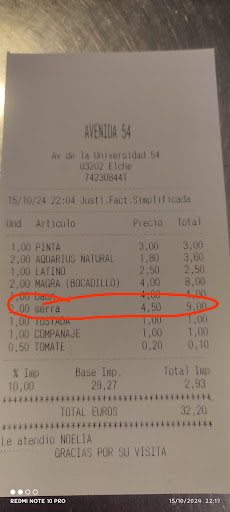 AVENIDA 54
Av de la Universidad 54
03202 Elche
742308441
15/10/24 22:04 Justi.Fact.Simplificada
Und Articulo Precio Total
1,00 PINTA 3,00 3,00
2,00 AQUARIUS NATURAL 1,80 3,60
1,00 LATINO 2,50 2,50
2,00 MAGRA (BOCADILLO) 4,00 8,00
1,00 4,00 4,00
2,00 serra 4,50 9,00
1,00 TOSTADA 1,00 1,00
1,00 COMPANAJE 1,00 1,00
0,50 TOMATE 0,20 0,10
% Imp Base Imp. Total Imp
10,00 29,27 2,93
TOTAL EUROS 32,20
Le atendio NOELIA
GRACIAS POR SU VISITA
REDMI NOTE 10 PRO 15/10/2024 22:17